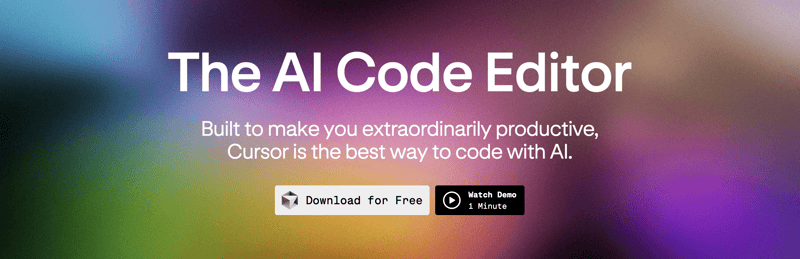 The AI Code Editor
Built to make you extraordinarily productive,
Cursor is the best way to code with AI.
Download for Free
Watch Demo
1 Minute